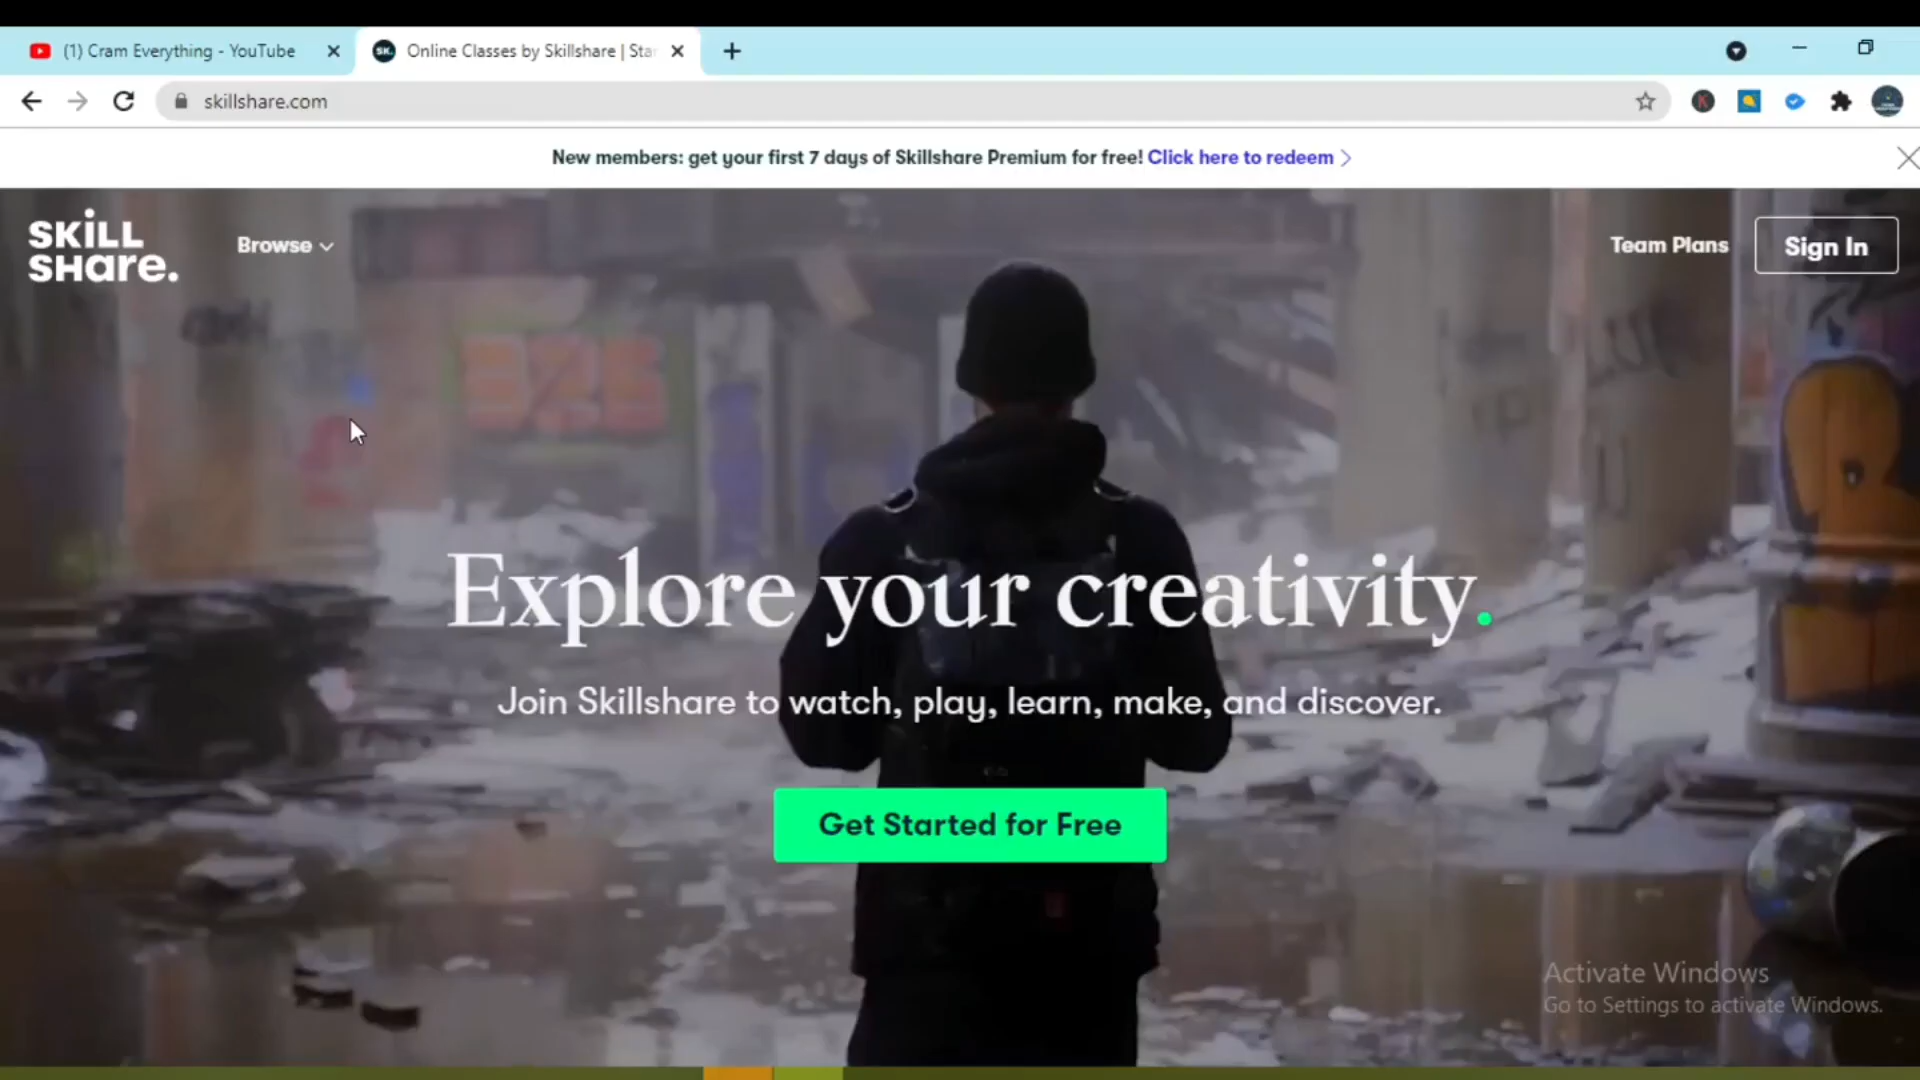 (1) Cram Everything - YouTube
SK.
Online Classes by Skillshare | Star
skillshare.com
New members: get your first 7 days of Skillshare Premium for free! Click here to redeem
SKiLL
SHare.
Browse
Team Plans
Sign In
Explore your creativity.
Join Skillshare to watch, play, learn, make, and discover.
Get Started for Free
Activate Windows
Go to Settings to activate Windows.